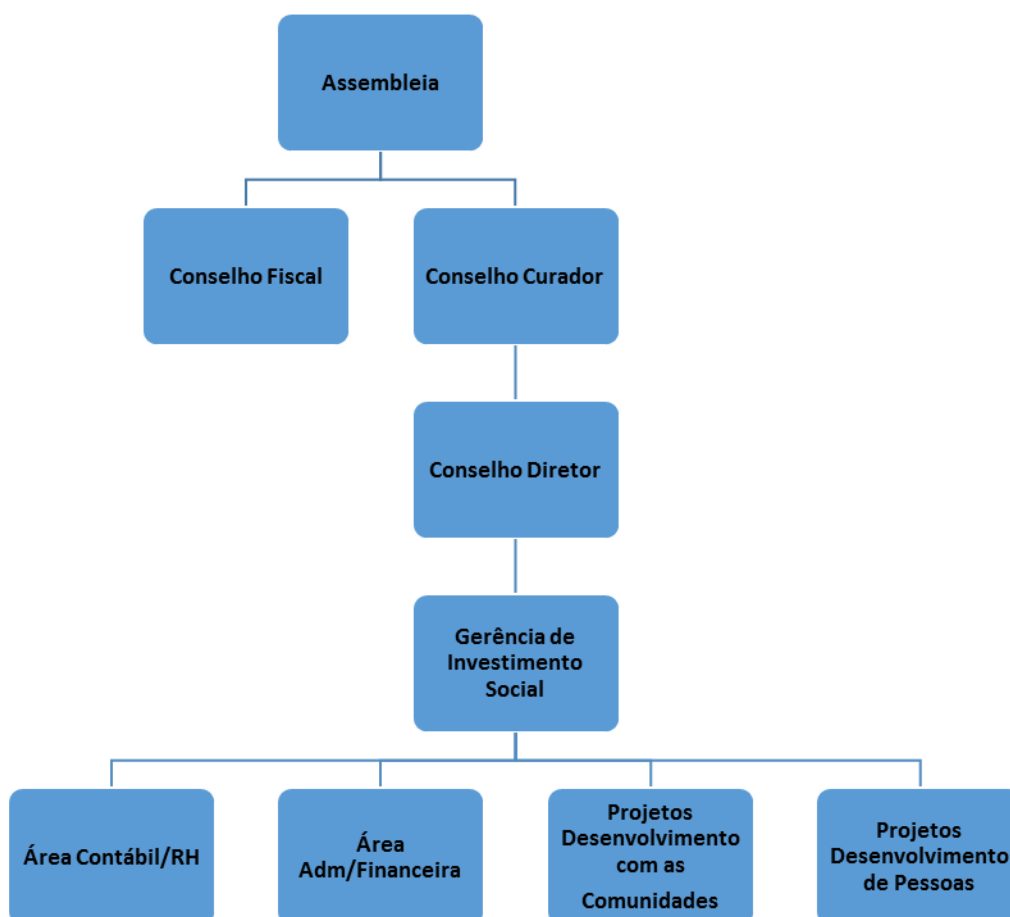 Assembleia
Conselho Fiscal
Conselho Curador
Conselho Diretor
Gerência de
Investimento
Social
Área Contábil/RH
Área
Adm/Financeira
Projetos
Desenvolvimento
com as
Comunidades
Projetos
Desenvolvimento
de Pessoas